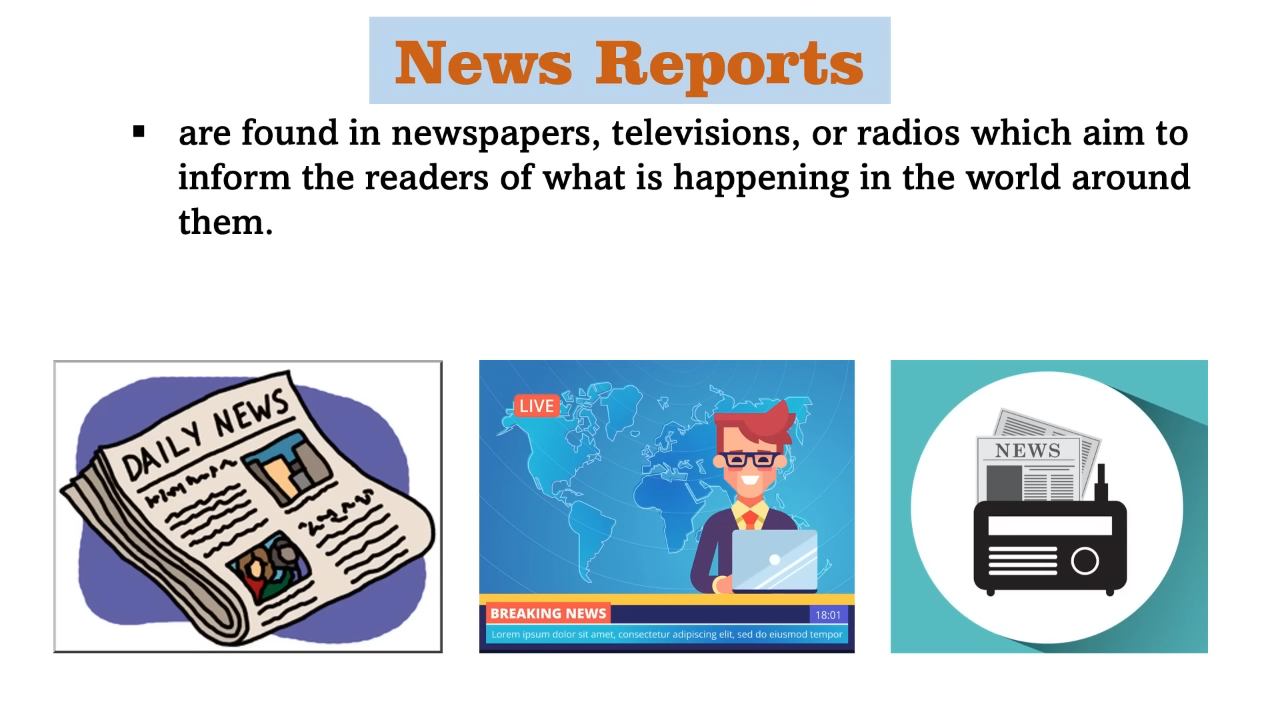 News Reports
▪ are found in newspapers, televisions, or radios which aim to
inform the readers of what is happening in the world around
them.
DAILY NEWS
LIVE
BREAKING NEWS
18:01
Lorem ipsum dolor sit amet, consectetur adipiscing elit, sed do eiusmod tempor
NEWS